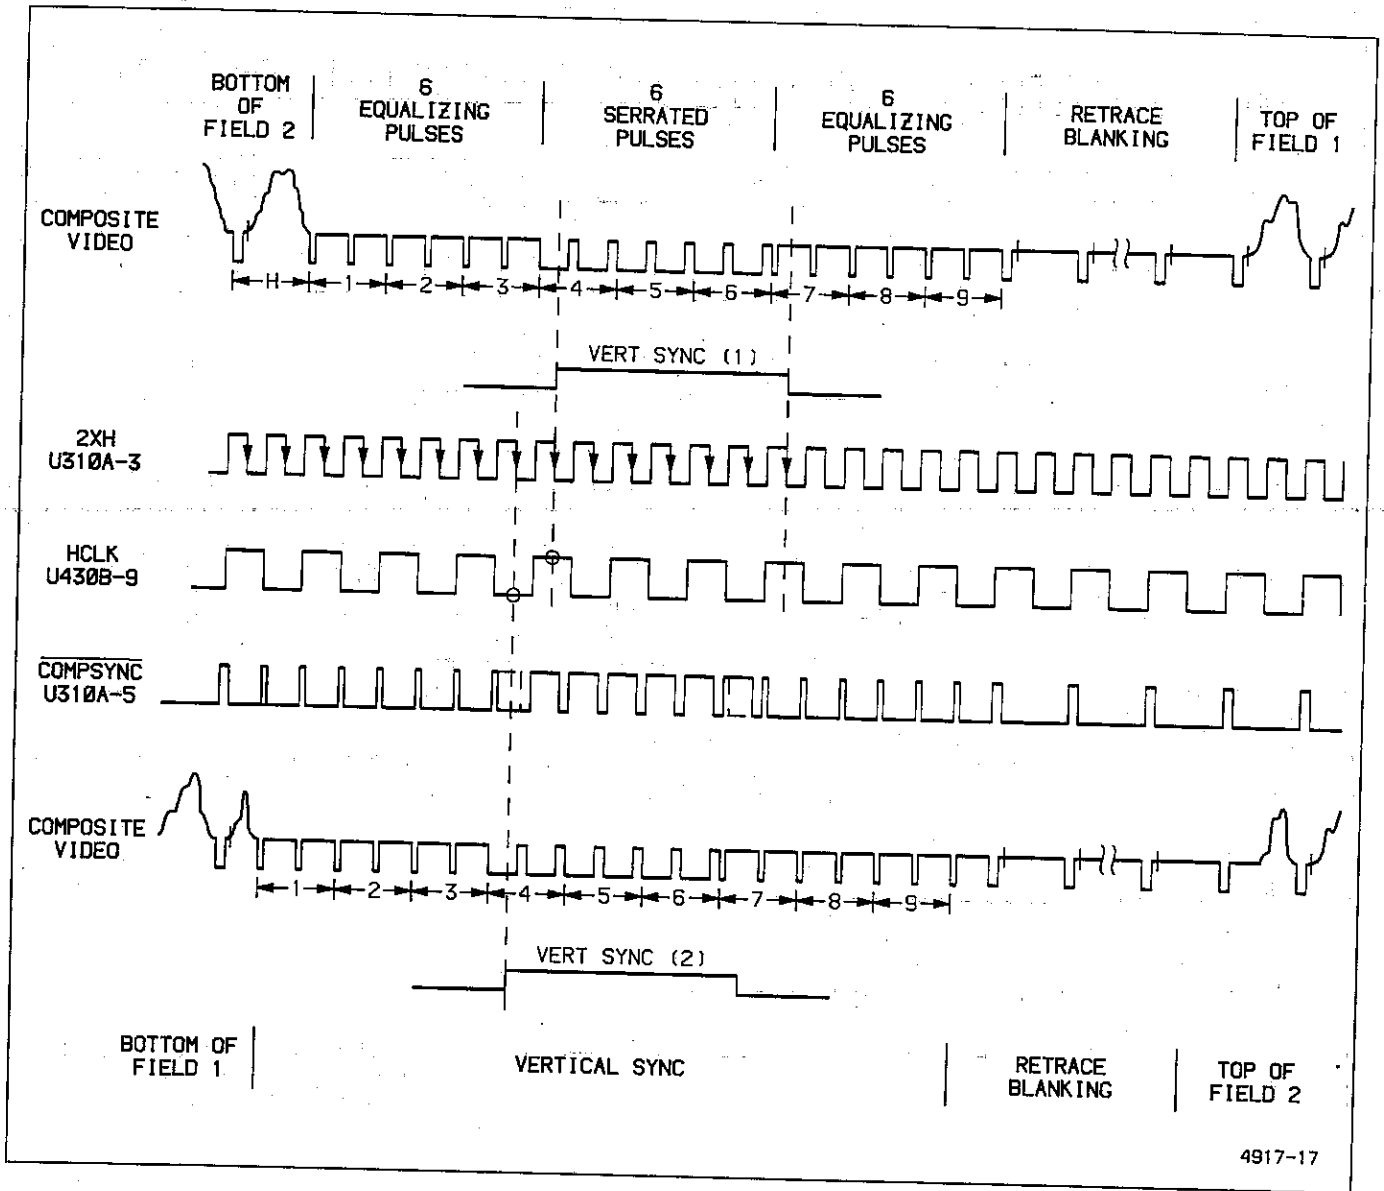 BOTTOM
OF
FIELD 2
6
EQUALIZING
PULSES
6
SERRATED
PULSES
6
EQUALIZING
PULSES
RETRACE
BLANKING
TOP OF
FIELD 1
COMPOSITE
VIDEO
H 1 2 3 4 5 6 7 8 9
VERT SYNC (1)
2XH
U310A-3
HCLK
U430B-9
COMPSYNC
U310A-5
COMPOSITE
VIDEO
1 2 3 4 5 6 7 8 9
VERT SYNC (2)
BOTTOM OF
FIELD 1
VERTICAL SYNC
RETRACE
BLANKING
TOP OF
FIELD 2
4917-17